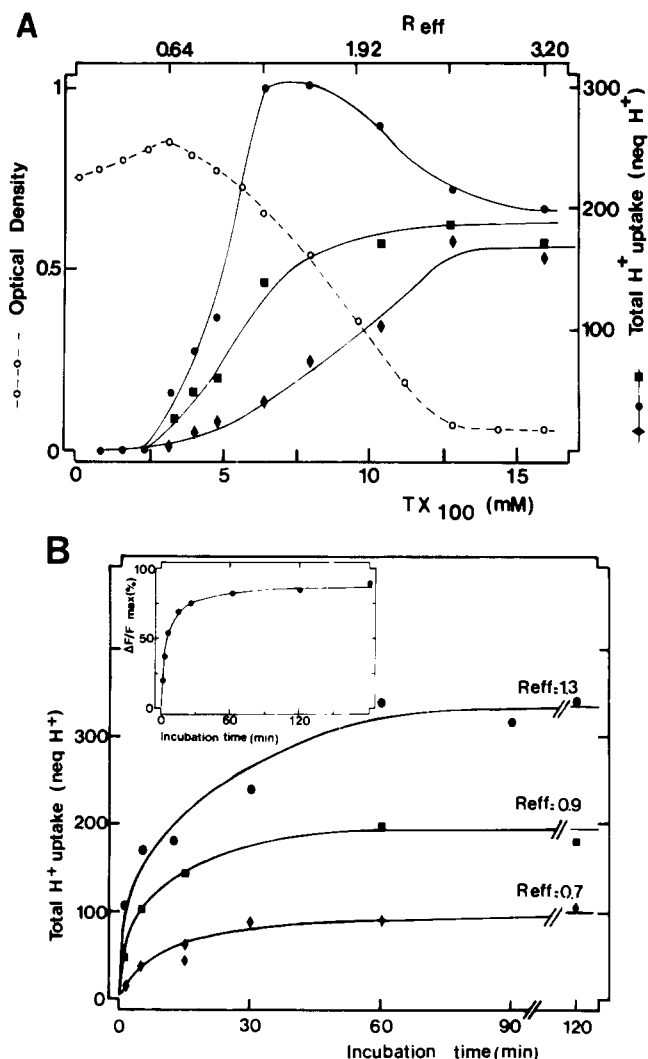 A
R eff
0.64 1.92 3.20
1
0.5
0
300
200
100
--o--o-- Optical Density
Total H+ uptake (neq H+)
5 10 15
TX 100 (mM)
B
100
50
0
ΔF/F max(%)
0 60 120
Incubation time(min)
Reff:1.3
Reff:0.9
Reff:0.7
300
200
100
0
Total H+ uptake (neq H+)
0 30 60 90 120
Incubation time(min)